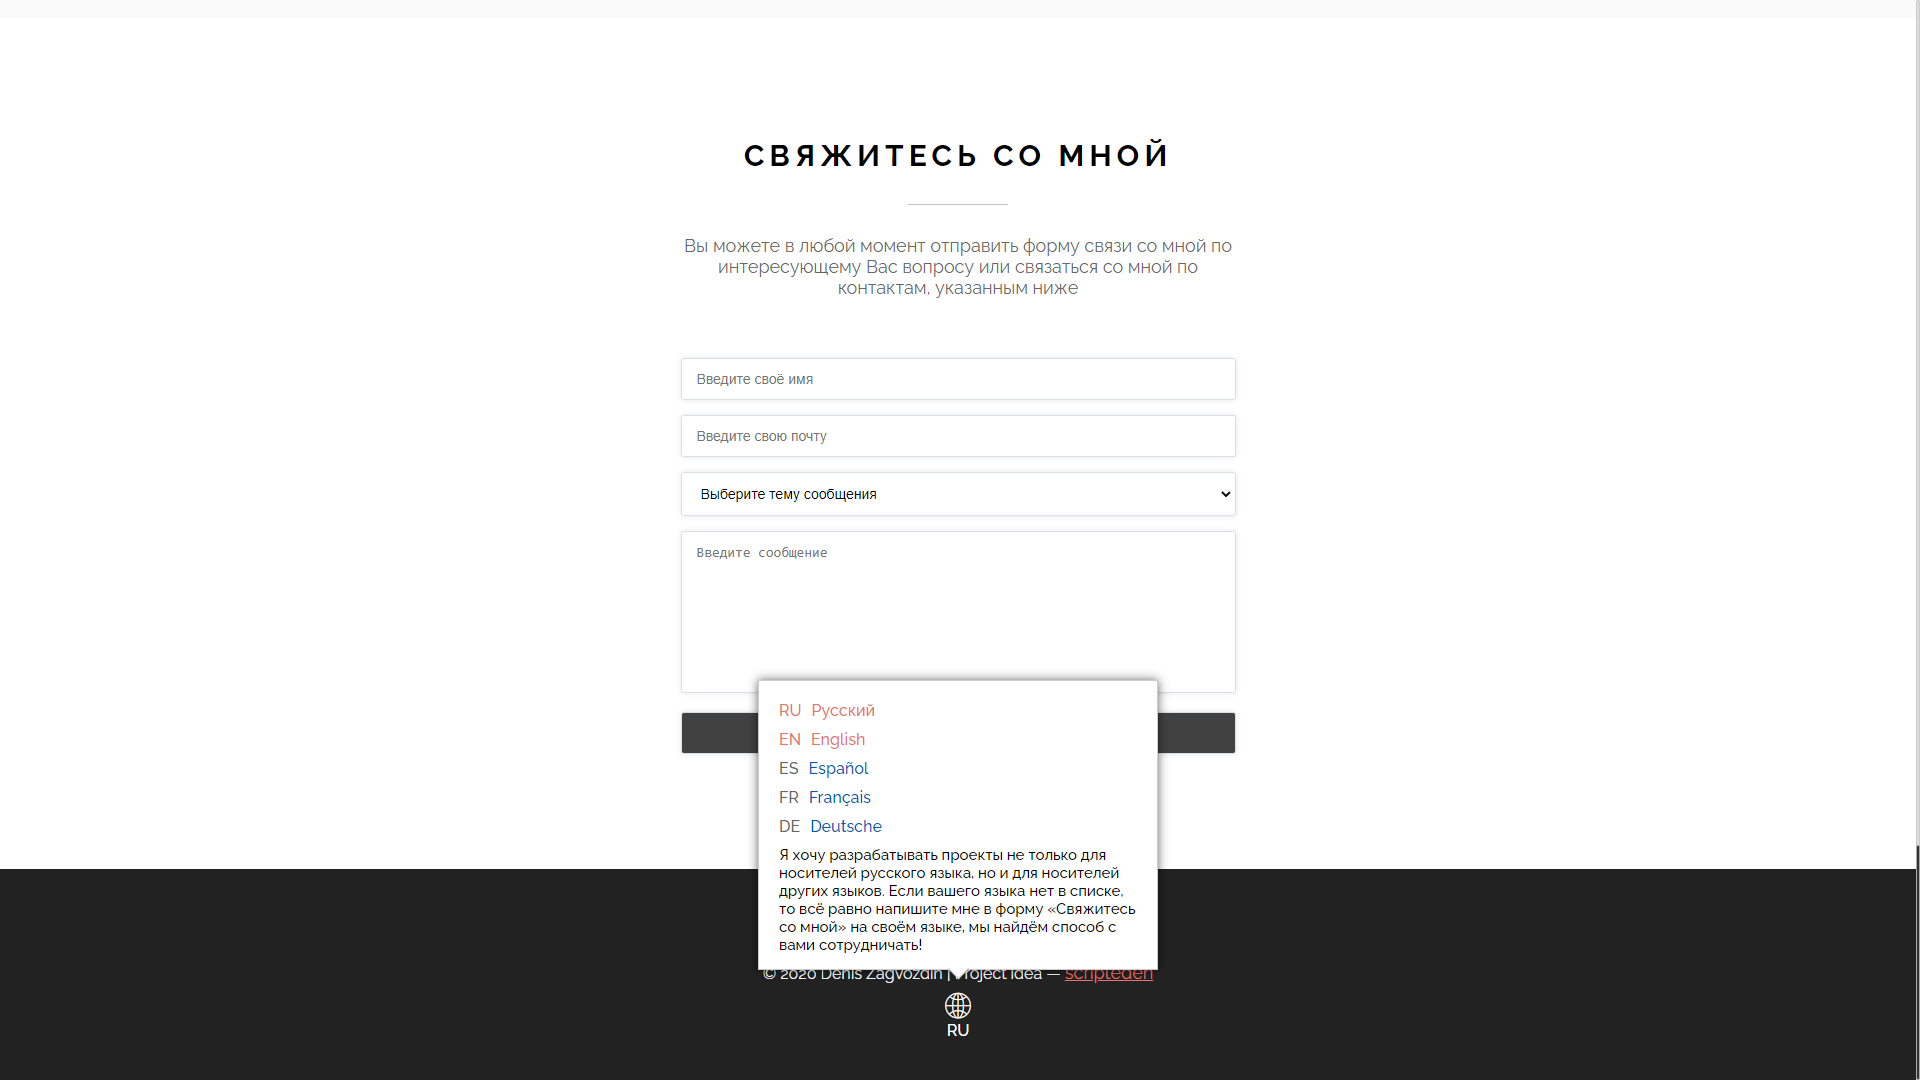 СВЯЖИТЕСЬ СО МНОЙ
Вы можете в любой момент отправить форму связи со мной по
интересующему Вас вопросу или связаться со мной по
контактам, указанным ниже
Введите своё имя
Введите свою почту
Выберите тему сообщения
Введите сообщение
RU Русский
EN English
ES Español
FR Français
DE Deutsche
Я хочу разрабатывать проекты не только для
носителей русского языка, но и для носителей
других языков. Если вашего языка нет в списке,
то всё равно напишите мне в форму «Свяжитесь
со мной» на своём языке, мы найдём способ с
вами сотрудничать!
© 2020 Denis Zagvozdin | Project Idea — scripteden
RU